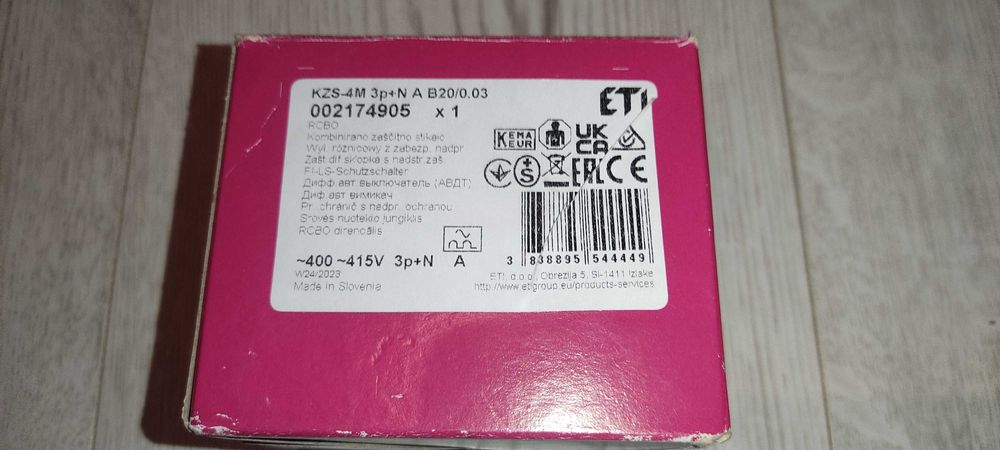 KZS-4M 3p+N A B20/0.03
002174905 x 1
ETI
RCBO
Kombinirano zaščitno stikalo
Wył. różnicowy z zabezp. nadpr
Zašt dif sklopka s nadstr zaš
FI-LS-Schutzschalter
Дифф авт выключатель (АВДТ)
Диф авт вимикач
Pr. chránič s nadpr. ochranou
Srovės nuotėkio jungiklis
RCBO direncális
KEMA
KEUR
UK
CA
EAC CE
S
~400 ~415V 3p+N A
3 838895 544449
W24/2023
Made in Slovenia
ETI, d.o.o., Obrezija 5, SI-1411 Izlake
http://www.etigroup.eu/products-services